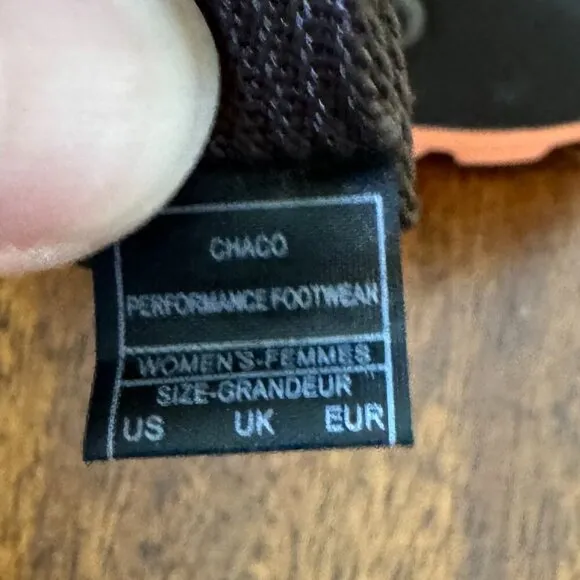 CHACO
PERFORMANCE FOOTWEAR
WOMEN'S-FEMMES
SIZE-GRANDEUR
US UK EUR